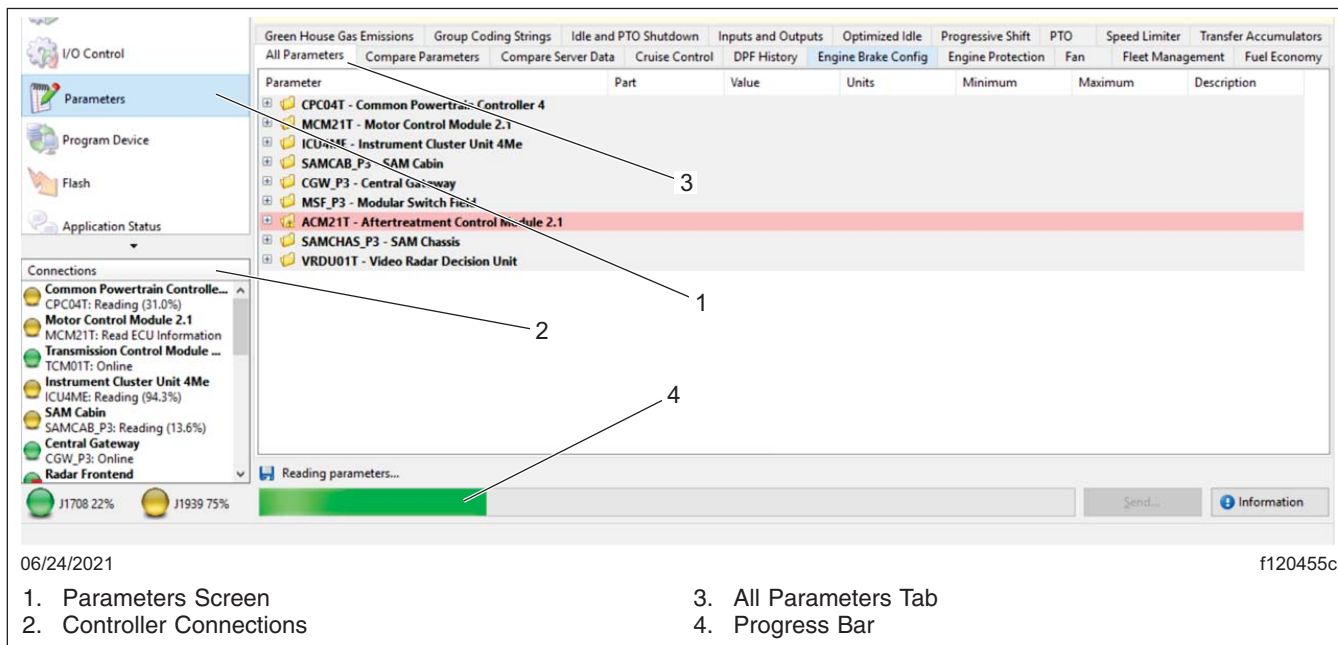 I/O Control
Parameters
Program Device
Flash
Application Status
Connections
Common Powertrain Controlle...
CPC04T: Reading (31.0%)
Motor Control Module 2.1
MCM21T: Read ECU Information
Transmission Control Module ...
TCM01T: Online
Instrument Cluster Unit 4Me
ICU4ME: Reading (94.3%)
SAM Cabin
SAMCAB_P3: Reading (13.6%)
Central Gateway
CGW_P3: Online
Radar Frontend
J1708 22% J1939 75%
Green House Gas Emissions Group Coding Strings Idle and PTO Shutdown Inputs and Outputs Optimized Idle Progressive Shift PTO Speed Limiter Transfer Accumulators
All Parameters Compare Parameters Compare Server Data Cruise Control DPF History Engine Brake Config Engine Protection Fan Fleet Management Fuel Economy
Parameter Part Value Units Minimum Maximum Description
CPC04T - Common Powertrain Controller 4
MCM21T - Motor Control Module 2.1
ICU4ME - Instrument Cluster Unit 4Me
SAMCAB_P3 - SAM Cabin
CGW_P3 - Central Gateway
MSF_P3 - Modular Switch Field
ACM21T - Aftertreatment Control Module 2.1
SAMCHAS_P3 - SAM Chassis
VRDU01T - Video Radar Decision Unit
3
1
2
4
Reading parameters...
Send... Information
06/24/2021 f120455c
1. Parameters Screen
2. Controller Connections
3. All Parameters Tab
4. Progress Bar